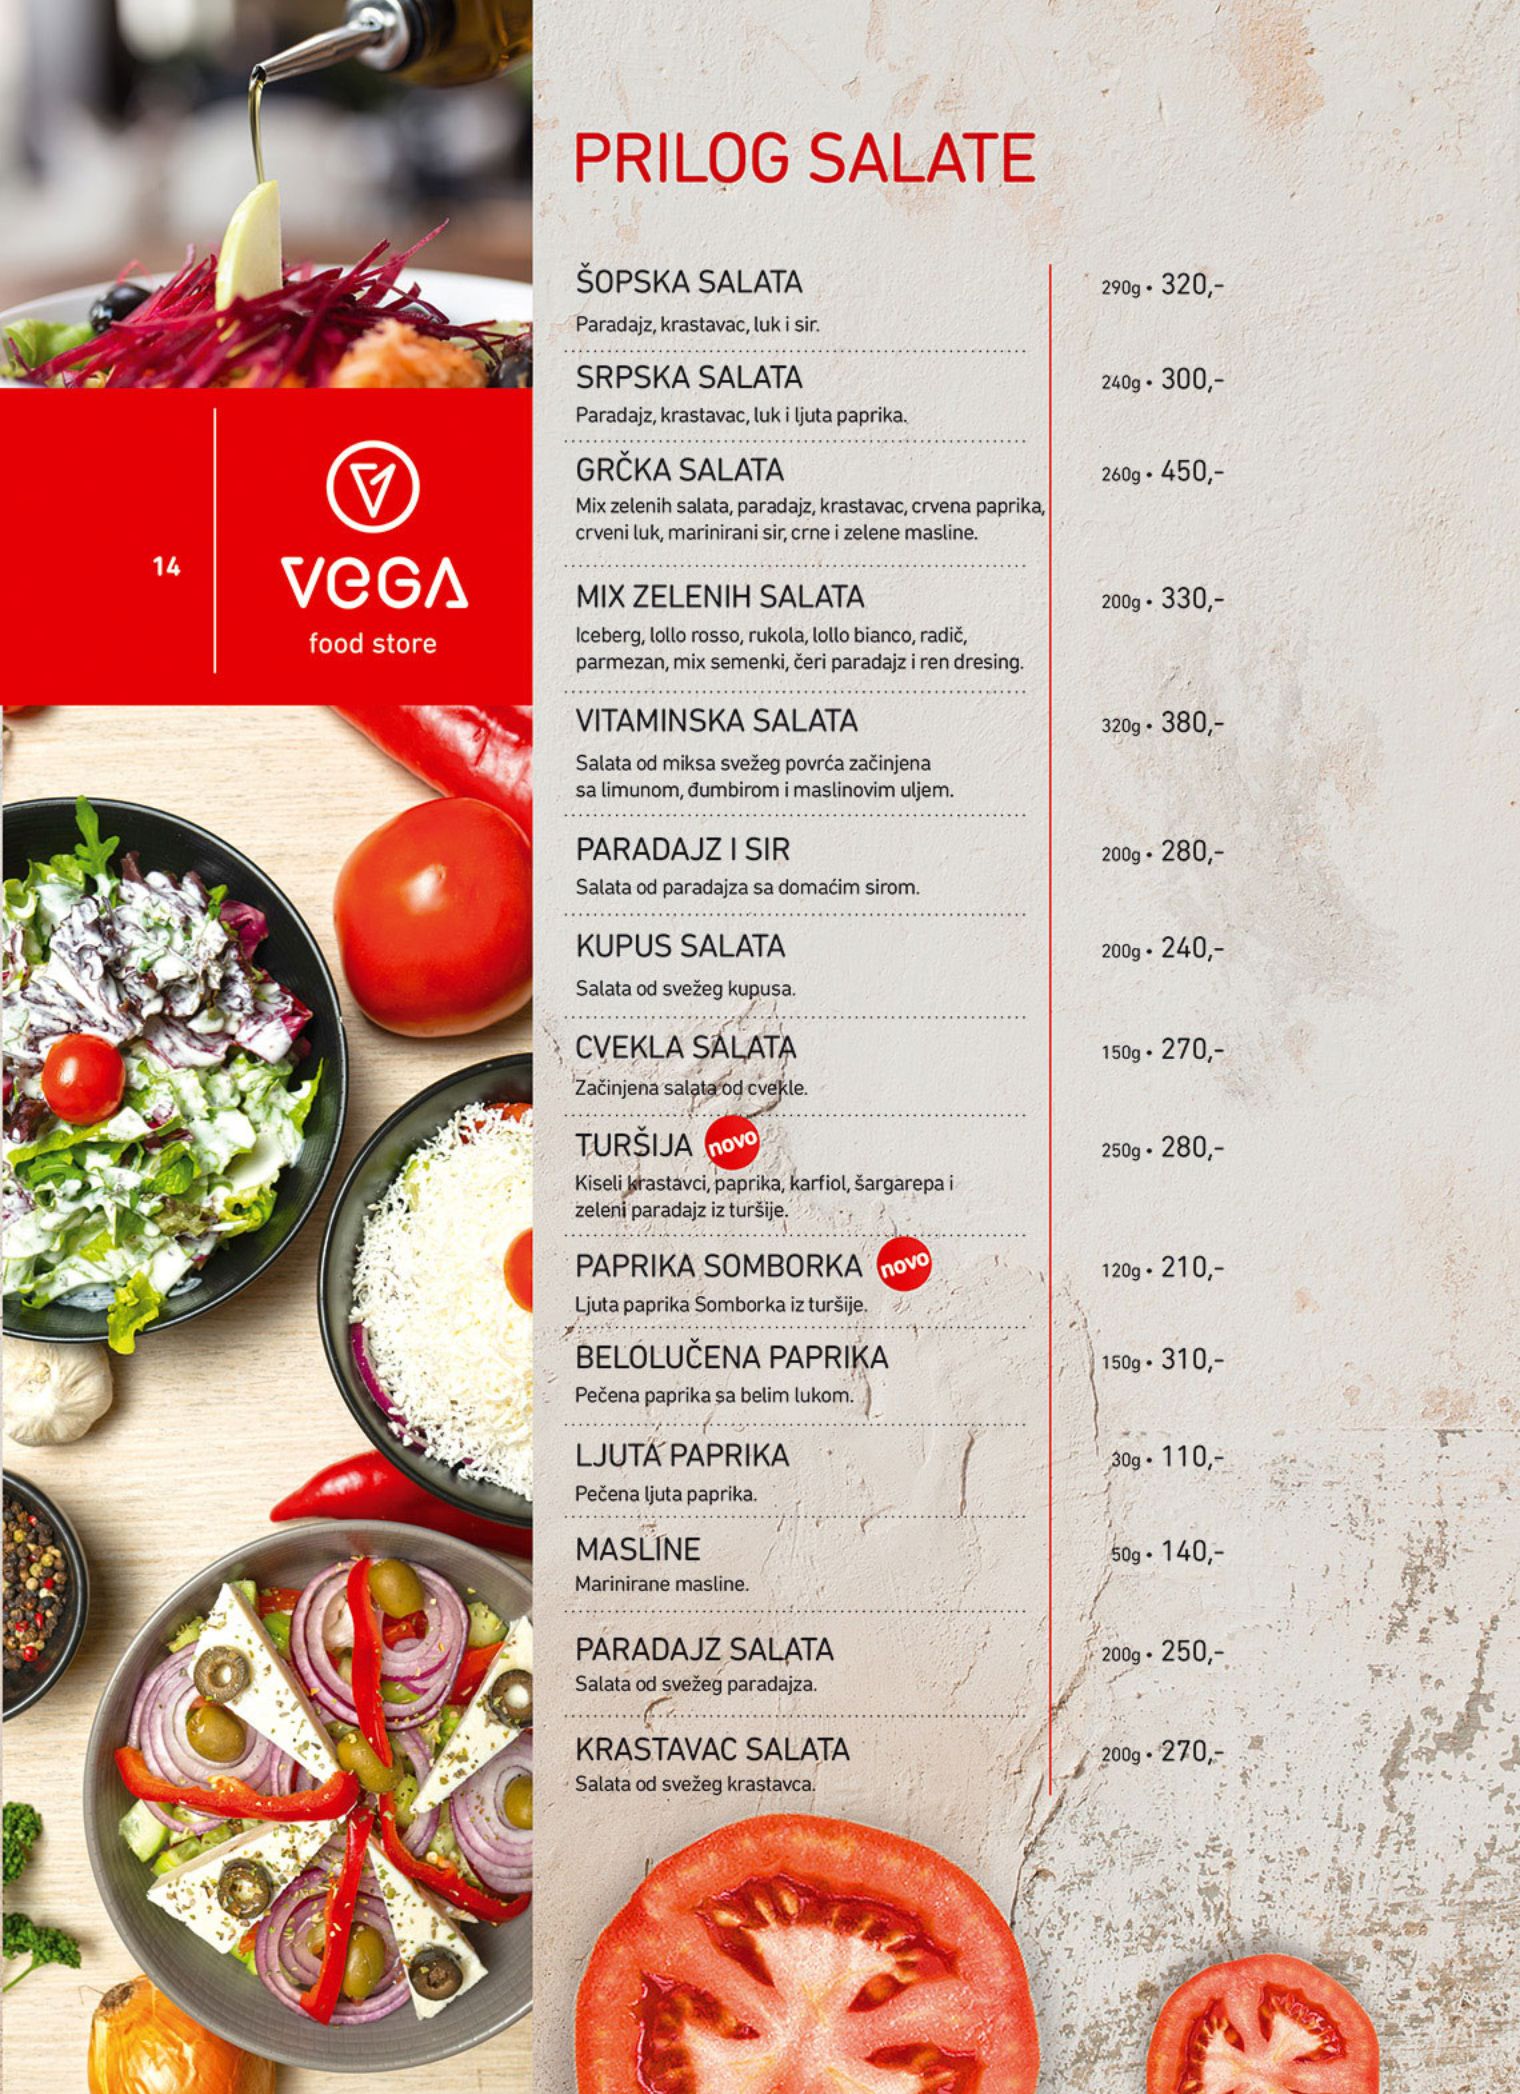 PRILOG SALATE
ŠOPSKA SALATA
290g • 320,-
Paradajz, krastavac, luk i sir.
SRPSKA SALATA
240g • 300,-
Paradajz, krastavac, luk i ljuta paprika.
GRČKA SALATA
260g • 450,-
Mix zelenih salata, paradajz, krastavac, crvena paprika,
crveni luk, marinirani sir, crne i zelene masline.
MIX ZELENIH SALATA
200g • 330,-
Iceberg, lollo rosso, rukola, lollo bianco, radič,
parmezan, mix semenki, čeri paradajz i ren dresing.
VITAMINSKA SALATA
320g • 380,-
Salata od miksa svežeg povrća začinjena
sa limunom, đumbirom i maslinovim uljem.
PARADAJZ I SIR
200g • 280,-
Salata od paradajza sa domaćim sirom.
KUPUS SALATA
200g • 240,-
Salata od svežeg kupusa.
CVEKLA SALATA
150g • 270,-
Začinjena salata od cvekle.
TURŠIJA novo
250g • 280,-
Kiseli krastavci, paprika, karfiol, šargarepa i
zeleni paradajz iz turšije.
PAPRIKA SOMBORKA novo
120g • 210,-
Ljuta paprika Somborka iz turšije.
BELOLUČENA PAPRIKA
150g • 310,-
Pečena paprika sa belim lukom.
LJUTA PAPRIKA
30g • 110,-
Pečena ljuta paprika.
MASLINE
50g • 140,-
Marinirane masline.
PARADAJZ SALATA
200g • 250,-
Salata od svežeg paradajza.
KRASTAVAC SALATA
200g • 270,-
Salata od svežeg krastavca.
14
VEGA
food store